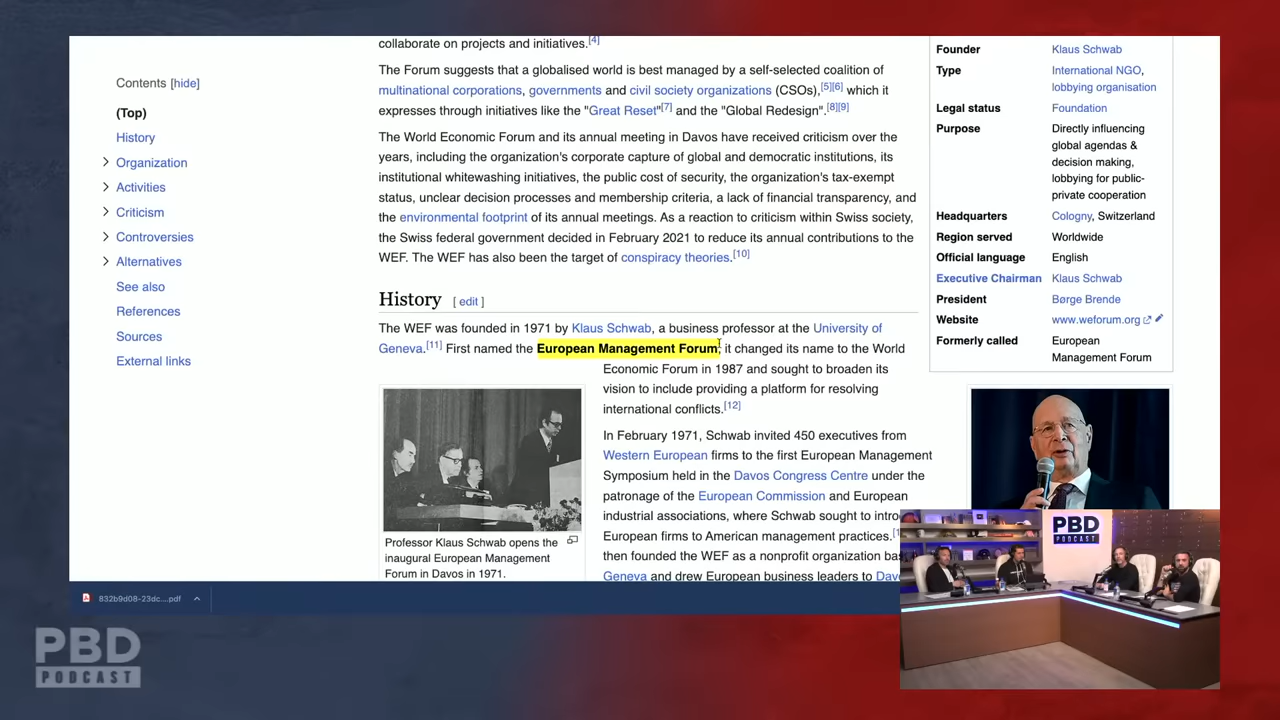 collaborate on projects and initiatives.[4]
The Forum suggests that a globalised world is best managed by a self-selected coalition of
multinational corporations, governments and civil society organizations (CSOs),[5][6] which it
expresses through initiatives like the "Great Reset"[7] and the "Global Redesign".[8][9]
The World Economic Forum and its annual meeting in Davos have received criticism over the
years, including the organization's corporate capture of global and democratic institutions, its
institutional whitewashing initiatives, the public cost of security, the organization's tax-exempt
status, unclear decision processes and membership criteria, a lack of financial transparency, and
the environmental footprint of its annual meetings. As a reaction to criticism within Swiss society,
the Swiss federal government decided in February 2021 to reduce its annual contributions to the
WEF. The WEF has also been the target of conspiracy theories.[10]
History [ edit ]
The WEF was founded in 1971 by Klaus Schwab, a business professor at the University of
Geneva.[11] First named the European Management Forum, it changed its name to the World
Economic Forum in 1987 and sought to broaden its
vision to include providing a platform for resolving
international conflicts.[12]
In February 1971, Schwab invited 450 executives from
Western European firms to the first European Management
Symposium held in the Davos Congress Centre under the
patronage of the European Commission and European
industrial associations, where Schwab sought to intro
European firms to American management practices.[
then founded the WEF as a nonprofit organization bas
Geneva and drew European business leaders to Dav
Professor Klaus Schwab opens the
inaugural European Management
Forum in Davos in 1971.
Contents [hide]
(Top)
History
Organization
Activities
Criticism
Controversies
Alternatives
See also
References
Sources
External links
Founder Klaus Schwab
Type International NGO,
lobbying organisation
Legal status Foundation
Purpose Directly influencing
global agendas &
decision making,
lobbying for public-
private cooperation
Headquarters Cologny, Switzerland
Region served Worldwide
Official language English
Executive Chairman Klaus Schwab
President Børge Brende
Website www.weforum.org
Formerly called European
Management Forum
832b9d08-23dc....pdf
PBD
PODCAST
PBD
PODCAST